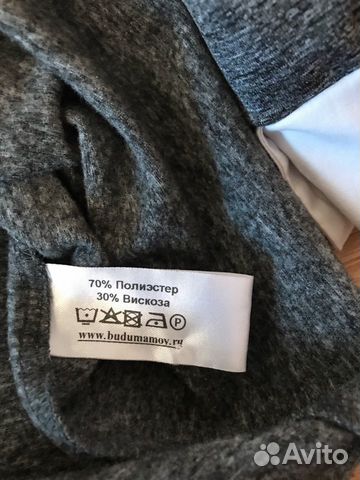 70% Полиэстер
30% Вискоза
P
www.budumamoy.ru
Avito